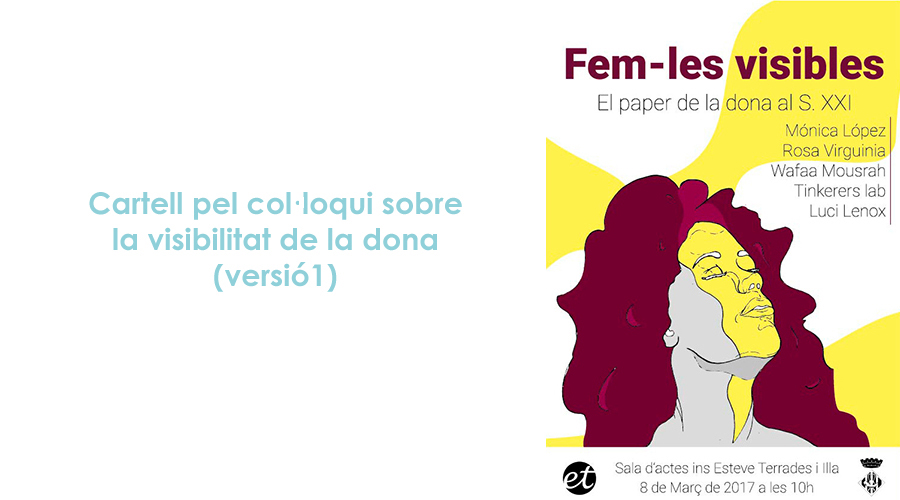 Cartell pel col·loqui sobre
la visibilitat de la dona
(versió1)
Fem-les visibles
El paper de la dona al S. XXI
Mónica López
Rosa Virguinia
Wafaa Mousrah
Tinkerers lab
Luci Lenox
et
Sala d'actes ins Esteve Terrades i Illa
8 de Març de 2017 a les 10h